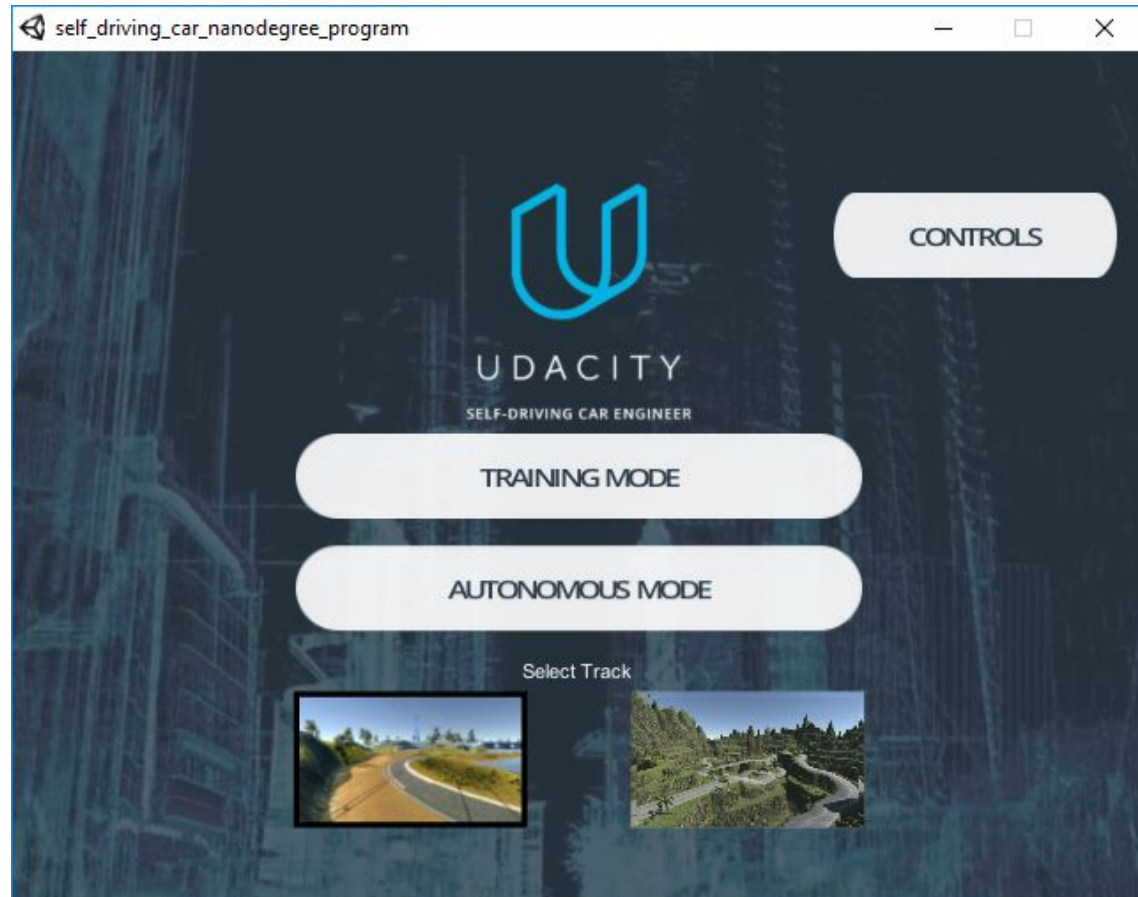 self_driving_car_nanodegree_program
CONTROLS
UDACITY
SELF-DRIVING CAR ENGINEER
TRAINING MODE
AUTONOMOUS MODE
Select Track